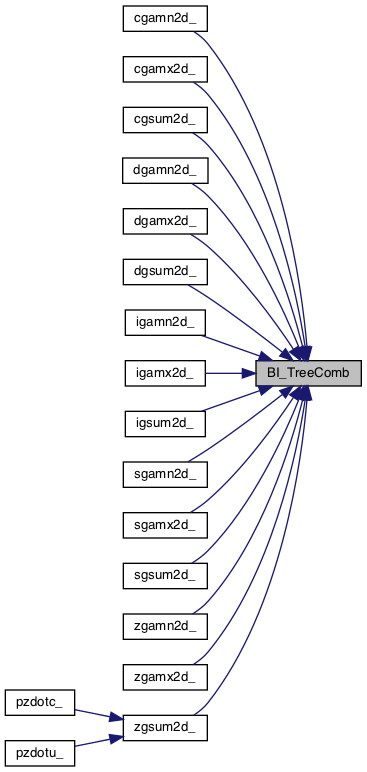 cgamn2d_
cgamx2d_
cgsum2d_
dgamn2d_
dgamx2d_
dgsum2d_
igamn2d_
igamx2d_
BI_TreeComb
igsum2d_
sgamn2d_
sgamx2d_
sgsum2d_
zgamn2d_
zgamx2d_
pzdotc_
zgsum2d_
pzdotu_